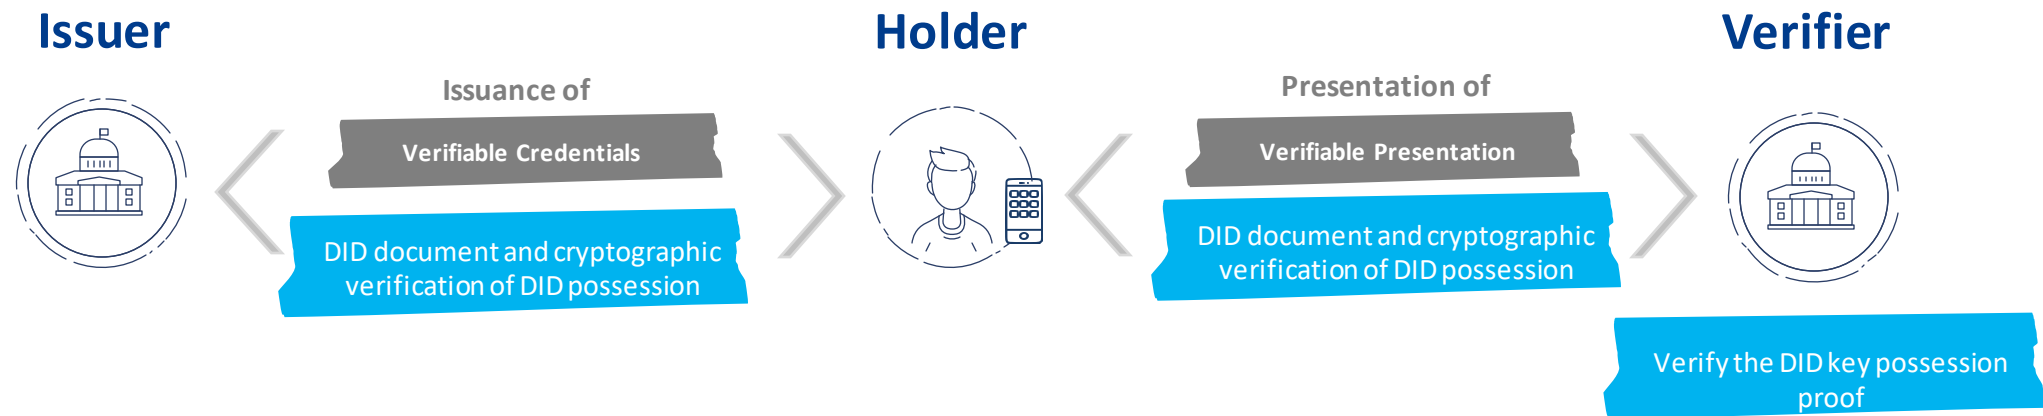 Issuer
Holder
Verifier
Issuance of
Verifiable Credentials
DID document and cryptographic
verification of DID possession
Presentation of
Verifiable Presentation
DID document and cryptographic
verification of DID possession
Verify the DID key possession
proof